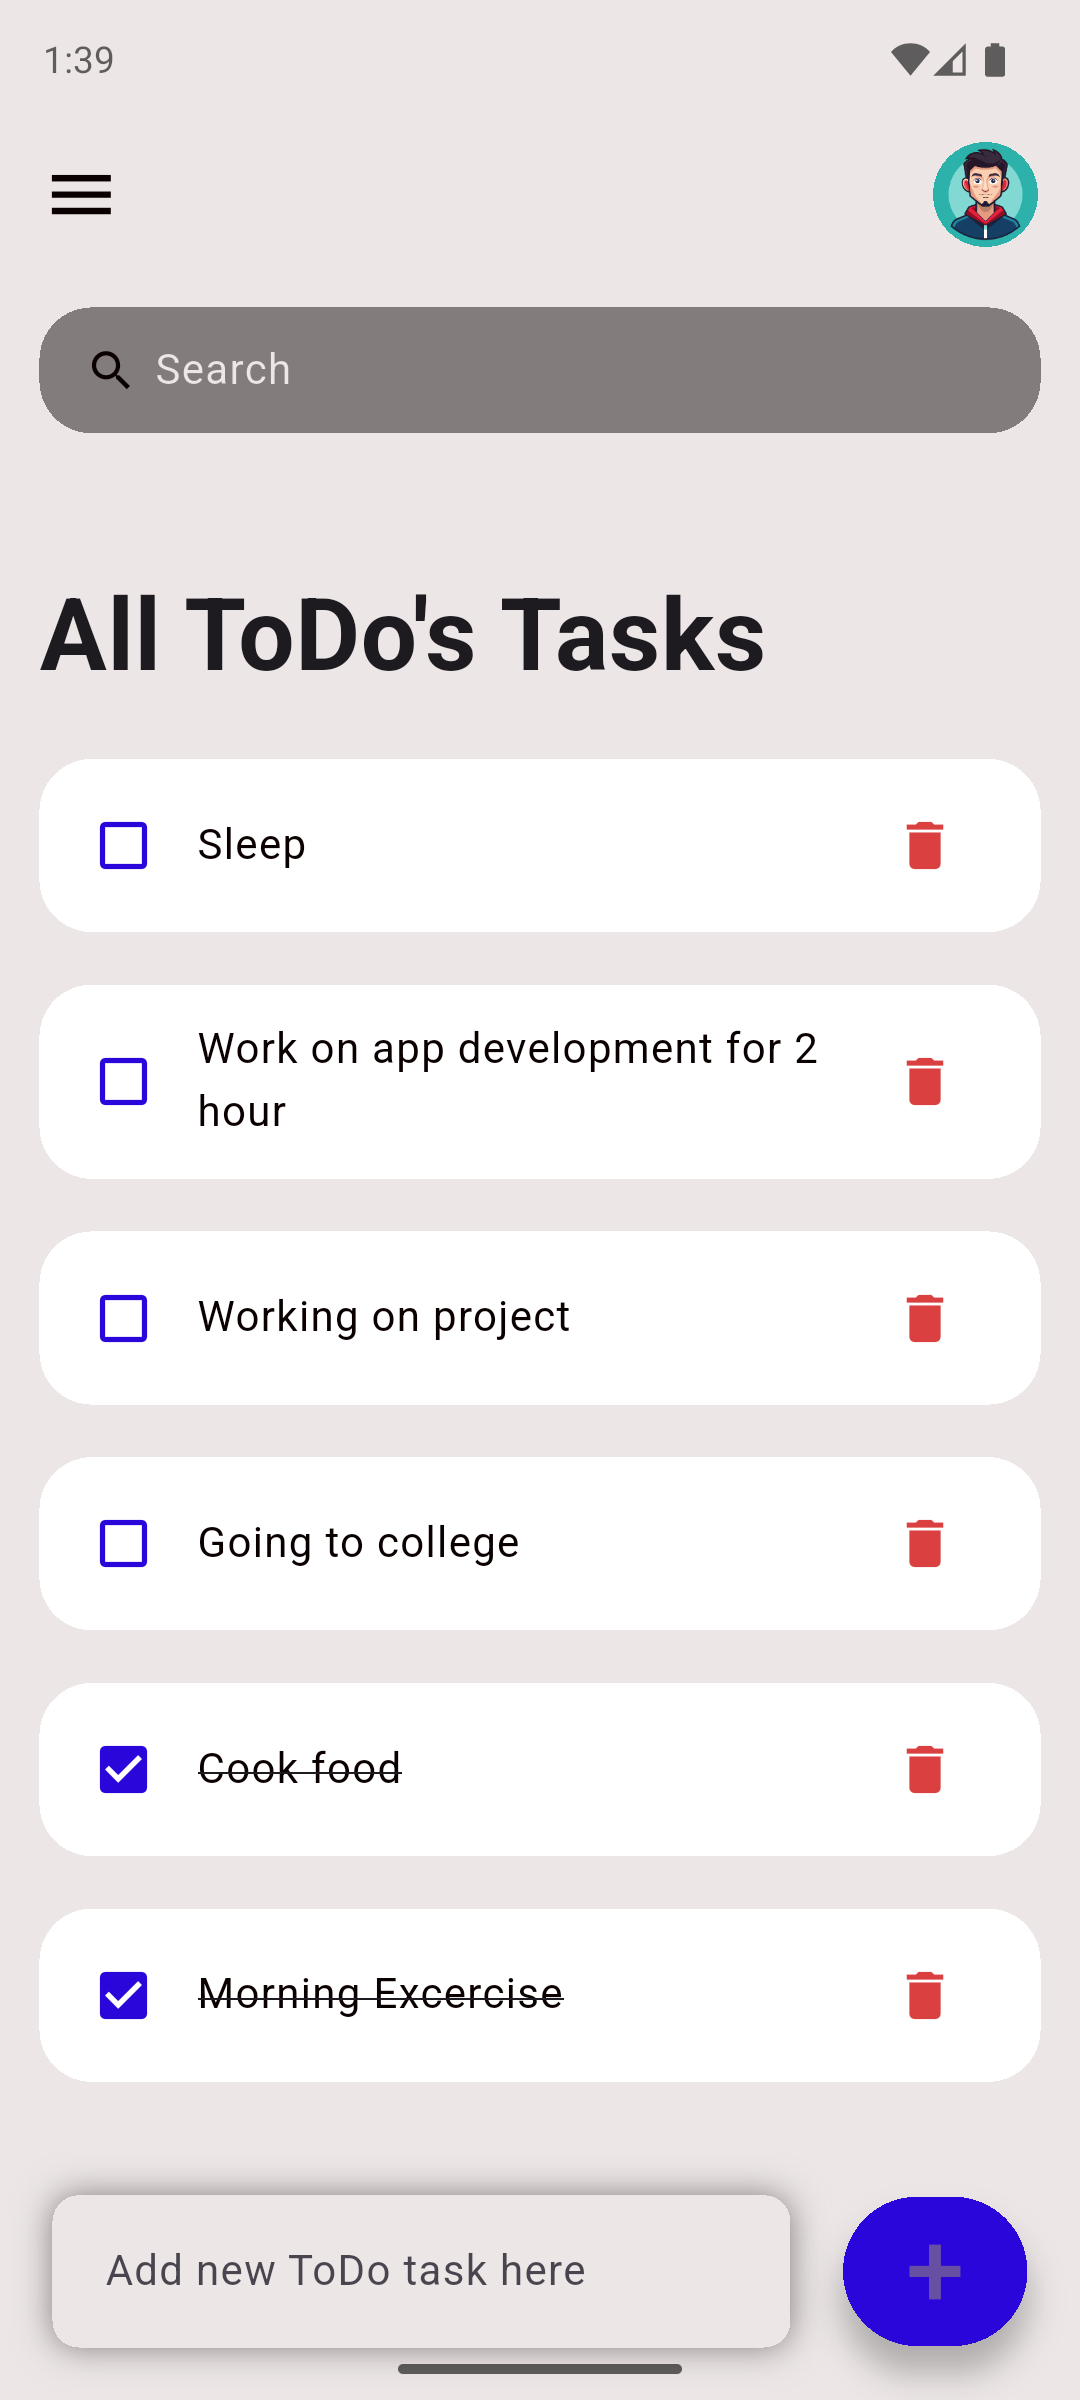 1:39
Search
All ToDo's Tasks
Sleep
Work on app development for 2
hour
Working on project
Going to college
Cook food
Morning Excercise
Add new ToDo task here